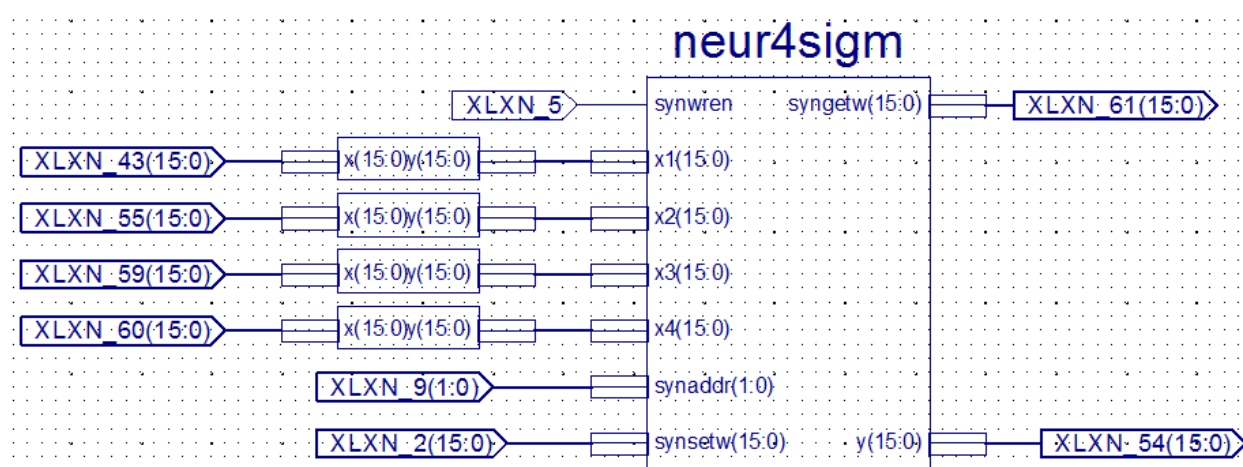 neur4sigm
XLXN_5 synwren syngetw(15:0) XLXN_61(15:0)
XLXN_43(15:0) x(15:0)y(15:0) x1(15:0)
XLXN_55(15:0) x(15:0)y(15:0) x2(15:0)
XLXN_59(15:0) x(15:0)y(15:0) x3(15:0)
XLXN_60(15:0) x(15:0)y(15:0) x4(15:0)
XLXN_9(1:0) synaddr(1:0)
XLXN_2(15:0) synsetw(15:0) y(15:0) XLXN_54(15:0)